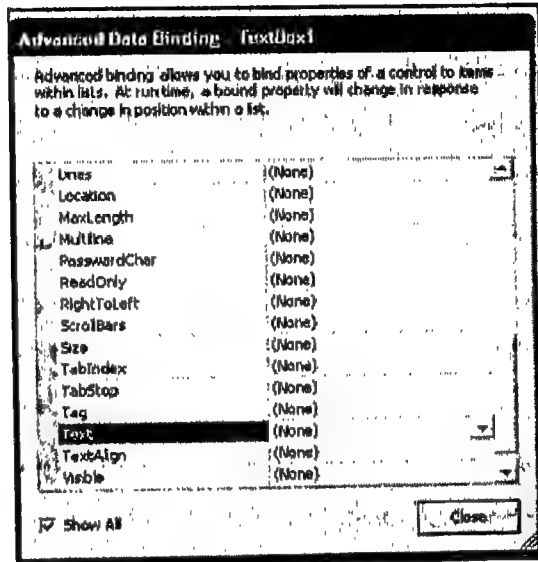 Advanced Data Binding - TextBox1
Advanced binding allows you to bind properties of a control to items
within lists. At run time, a bound property will change in response
to a change in position within a list.
Lines (None)
Location (None)
MaxLength (None)
Multiline (None)
PasswordChar (None)
ReadOnly (None)
RightToLeft (None)
ScrollBars (None)
Size (None)
TabIndex (None)
TabStop (None)
Tag (None)
Text (None)
TextAlign (None)
Visible (None)
Show All
Close